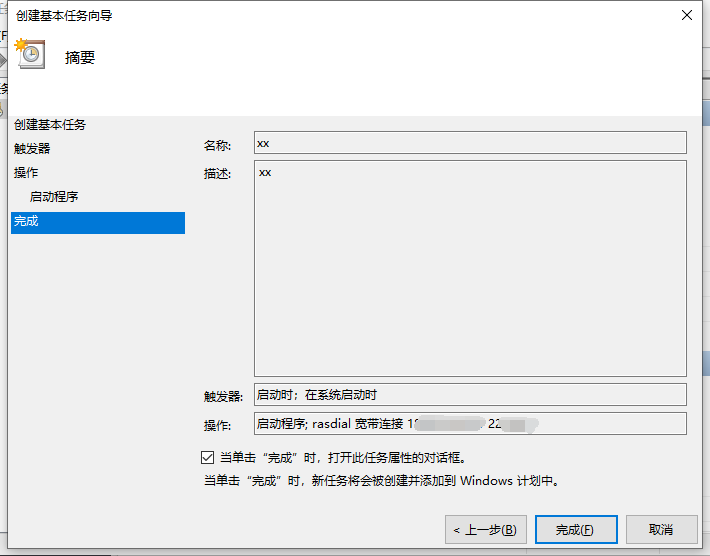 创建基本任务向导
摘要
创建基本任务
触发器
操作
启动程序
完成
名称:
xx
描述:
xx
触发器:
启动时；在系统启动时
操作:
启动程序; rasdial 宽带连接 22
当单击“完成”时，打开此任务属性的对话框。
当单击“完成”时，新任务将会被创建并添加到 Windows 计划中。
< 上一步(B)
完成(F)
取消